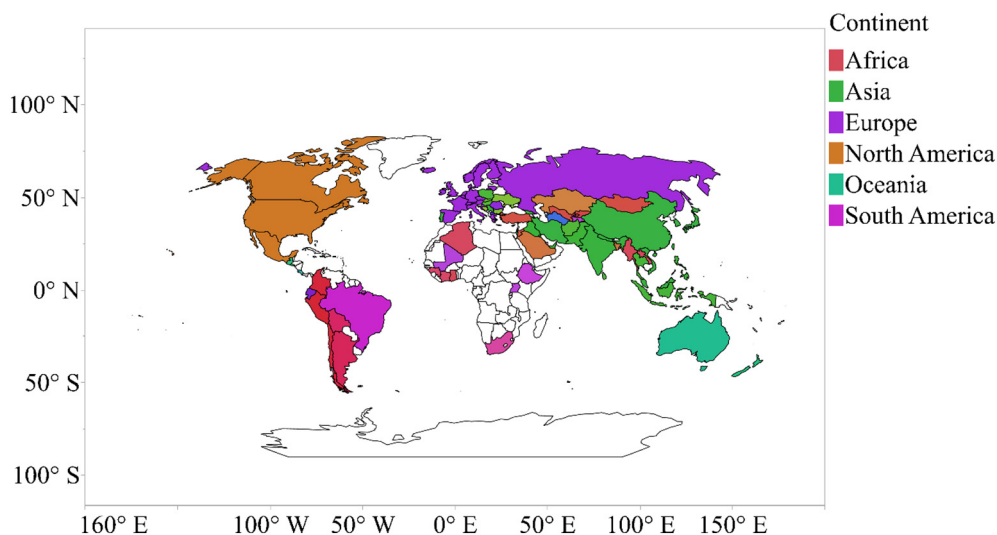 Continent
Africa
Asia
Europe
North America
Oceania
South America
100° N
50° N
0° N
50° S
100° S
160° E
100° W
50° W
0° E
50° E
100° E
150° E